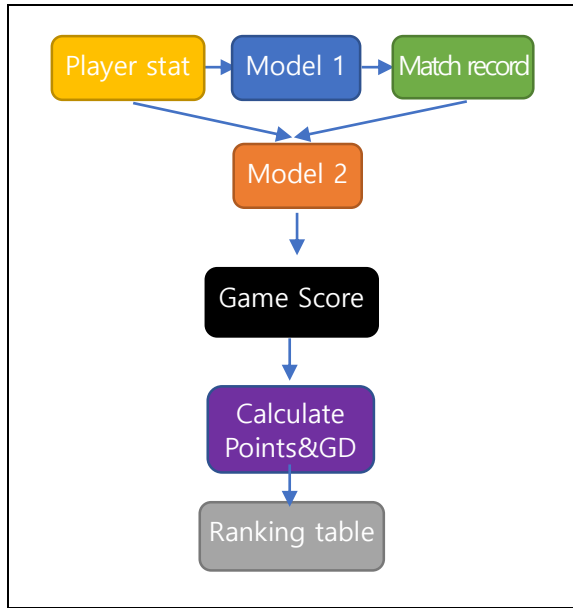 Player stat
Model 1
Match record
Model 2
Game Score
Calculate
Points&GD
Ranking table